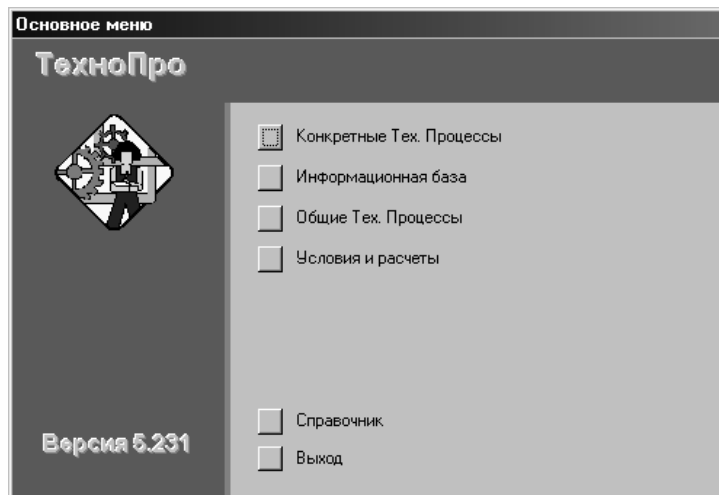 Основное меню
ТехноПро
Конкретные Тех. Процессы
Информационная база
Общие Тех. Процессы
Условия и расчеты
Справочник
Версия 5.231
Выход